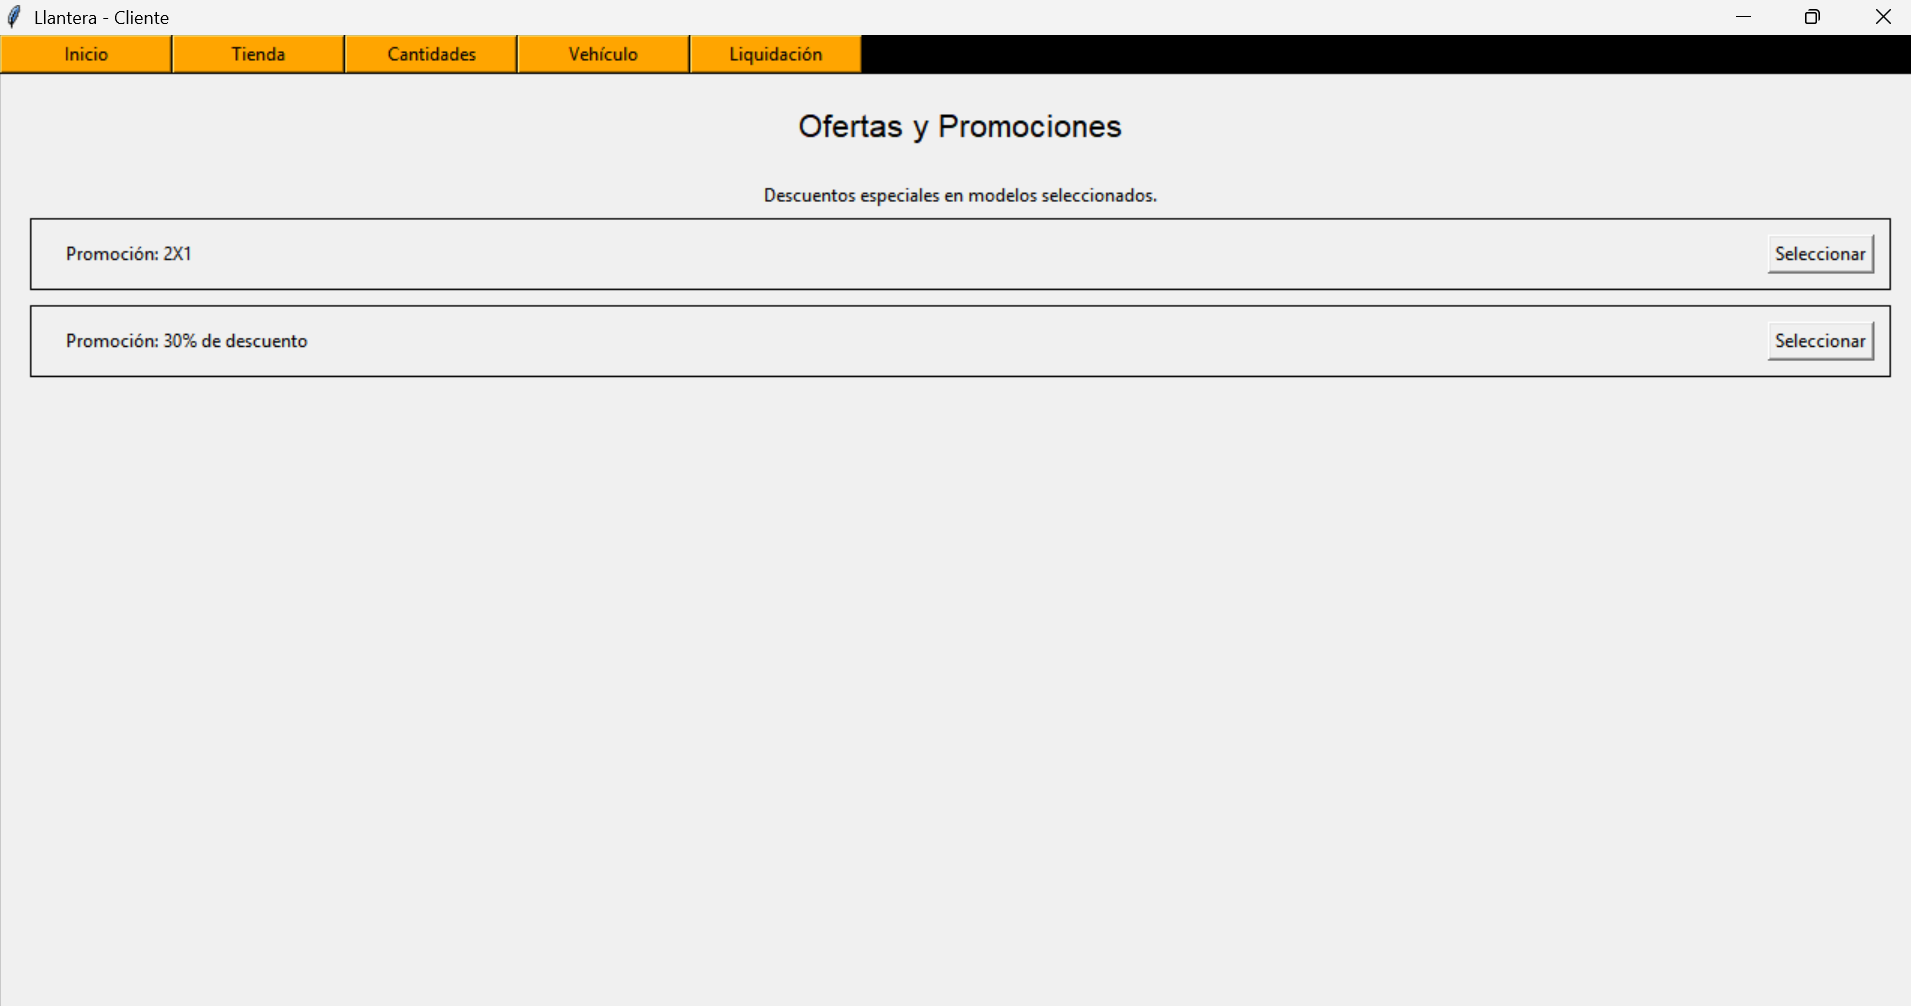 Llantera - Cliente
Inicio Tienda Cantidades Vehículo Liquidación
Ofertas y Promociones
Descuentos especiales en modelos seleccionados.
Promoción: 2X1 Seleccionar
Promoción: 30% de descuento Seleccionar